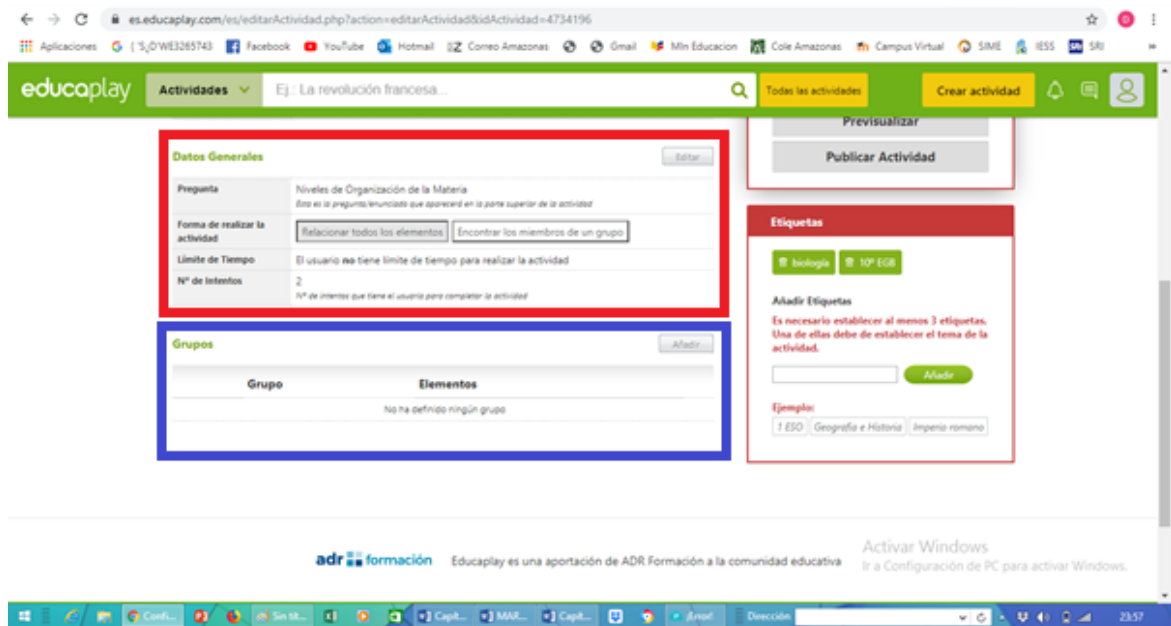 es.educaplay.com/es/editarActividad.php?action=editarActividad&idActividad=4734196
Aplicaciones Facebook YouTube Hotmail Correo Amazonas Gmail MIn Educacion Cole Amazonas Campus Virtual SIME IESS SRI
educaplay Actividades Ej.: La revolución francesa... Todas las actividades Crear actividad
Previsualizar
Publicar Actividad
Datos Generales Editar
Pregunta Niveles de Organización de la Materia
Esta es la pregunta/enunciado que aparecerá en la parte superior de la actividad
Forma de realizar la actividad Relacionar todos los elementos Encontrar los miembros de un grupo
Límite de Tiempo El usuario no tiene límite de tiempo para realizar la actividad
Nº de Intentos 2
Nº de intentos que tiene el usuario para completar la actividad
Grupos Añadir
Grupo Elementos
No ha definido ningún grupo
Etiquetas
biología 10º EGB
Añadir Etiquetas
Es necesario establecer al menos 3 etiquetas.
Una de ellas debe de establecer el tema de la
actividad.
Añadir
Ejemplo:
1 ESO Geografía e Historia Imperio romano
adr formación Educaplay es una aportación de ADR Formación a la comunidad educativa
Activar Windows
Ir a Configuración de PC para activar Windows.
Confi... Sin tit... Capit... MAR... Capit... ¡Error! Dirección 23:57